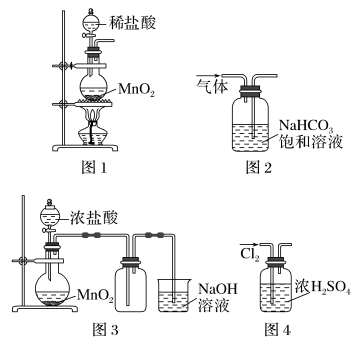 稀盐酸
MnO₂
图1
气体
NaHCO₃
饱和溶液
图2
浓盐酸
MnO₂
NaOH
溶液
图3
Cl₂
浓H₂SO₄
图4